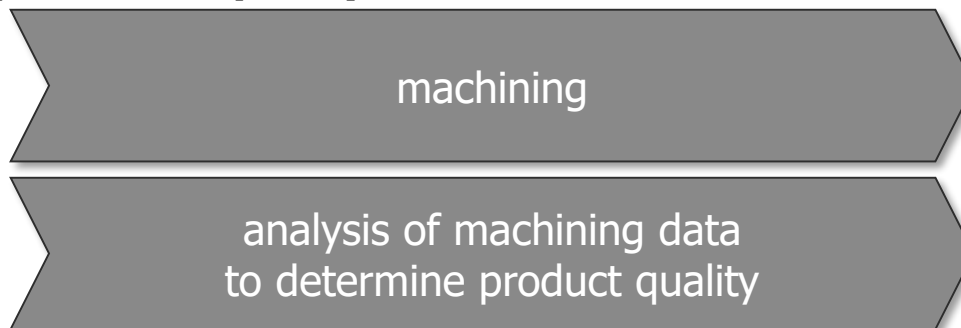 machining
analysis of machining data
to determine product quality